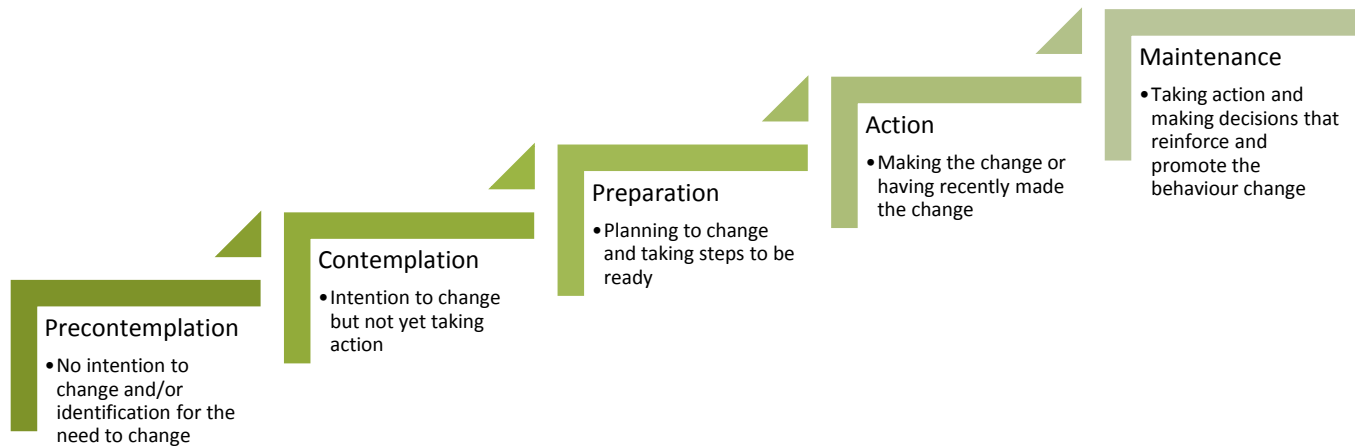 Precontemplation
•No intention to
change and/or
identification for the
need to change
Contemplation
•Intention to change
but not yet taking
action
Preparation
•Planning to change
and taking steps to be
ready
Action
•Making the change or
having recently made
the change
Maintenance
•Taking action and
making decisions that
reinforce and
promote the
behaviour change